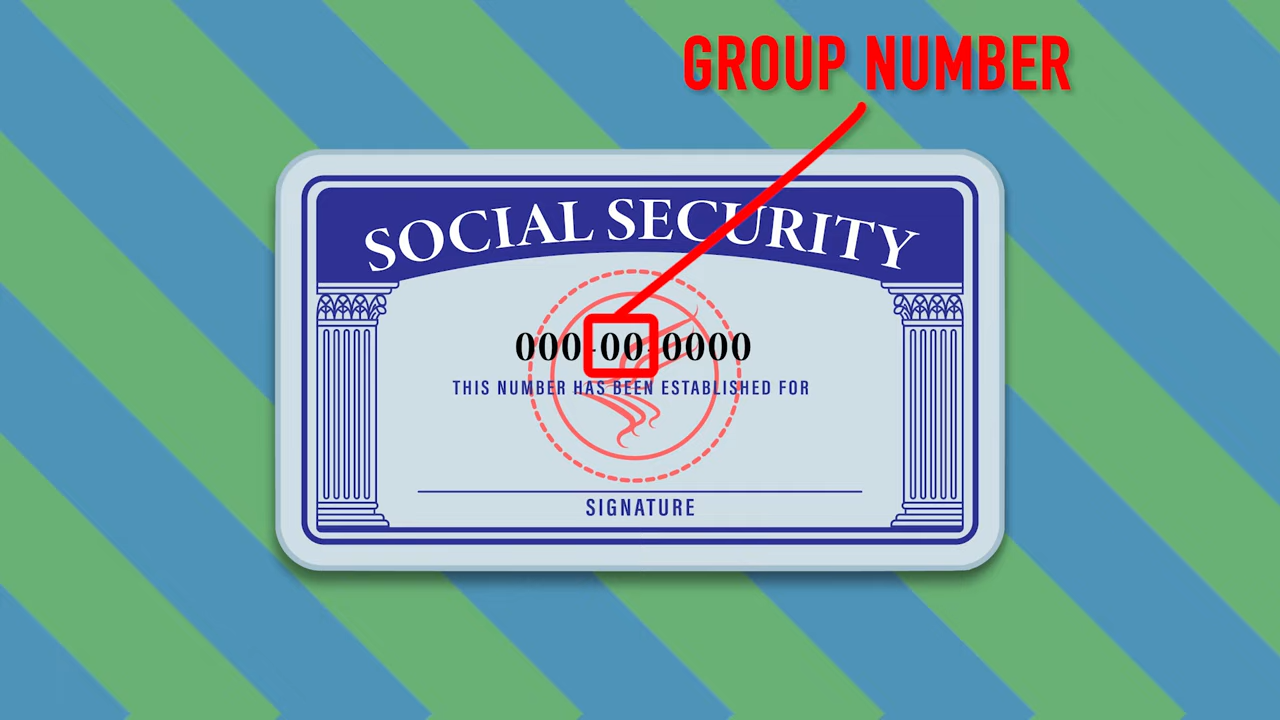 GROUP NUMBER
SOCIAL SECURITY
000-00-0000
THIS NUMBER HAS BEEN ESTABLISHED FOR
SIGNATURE